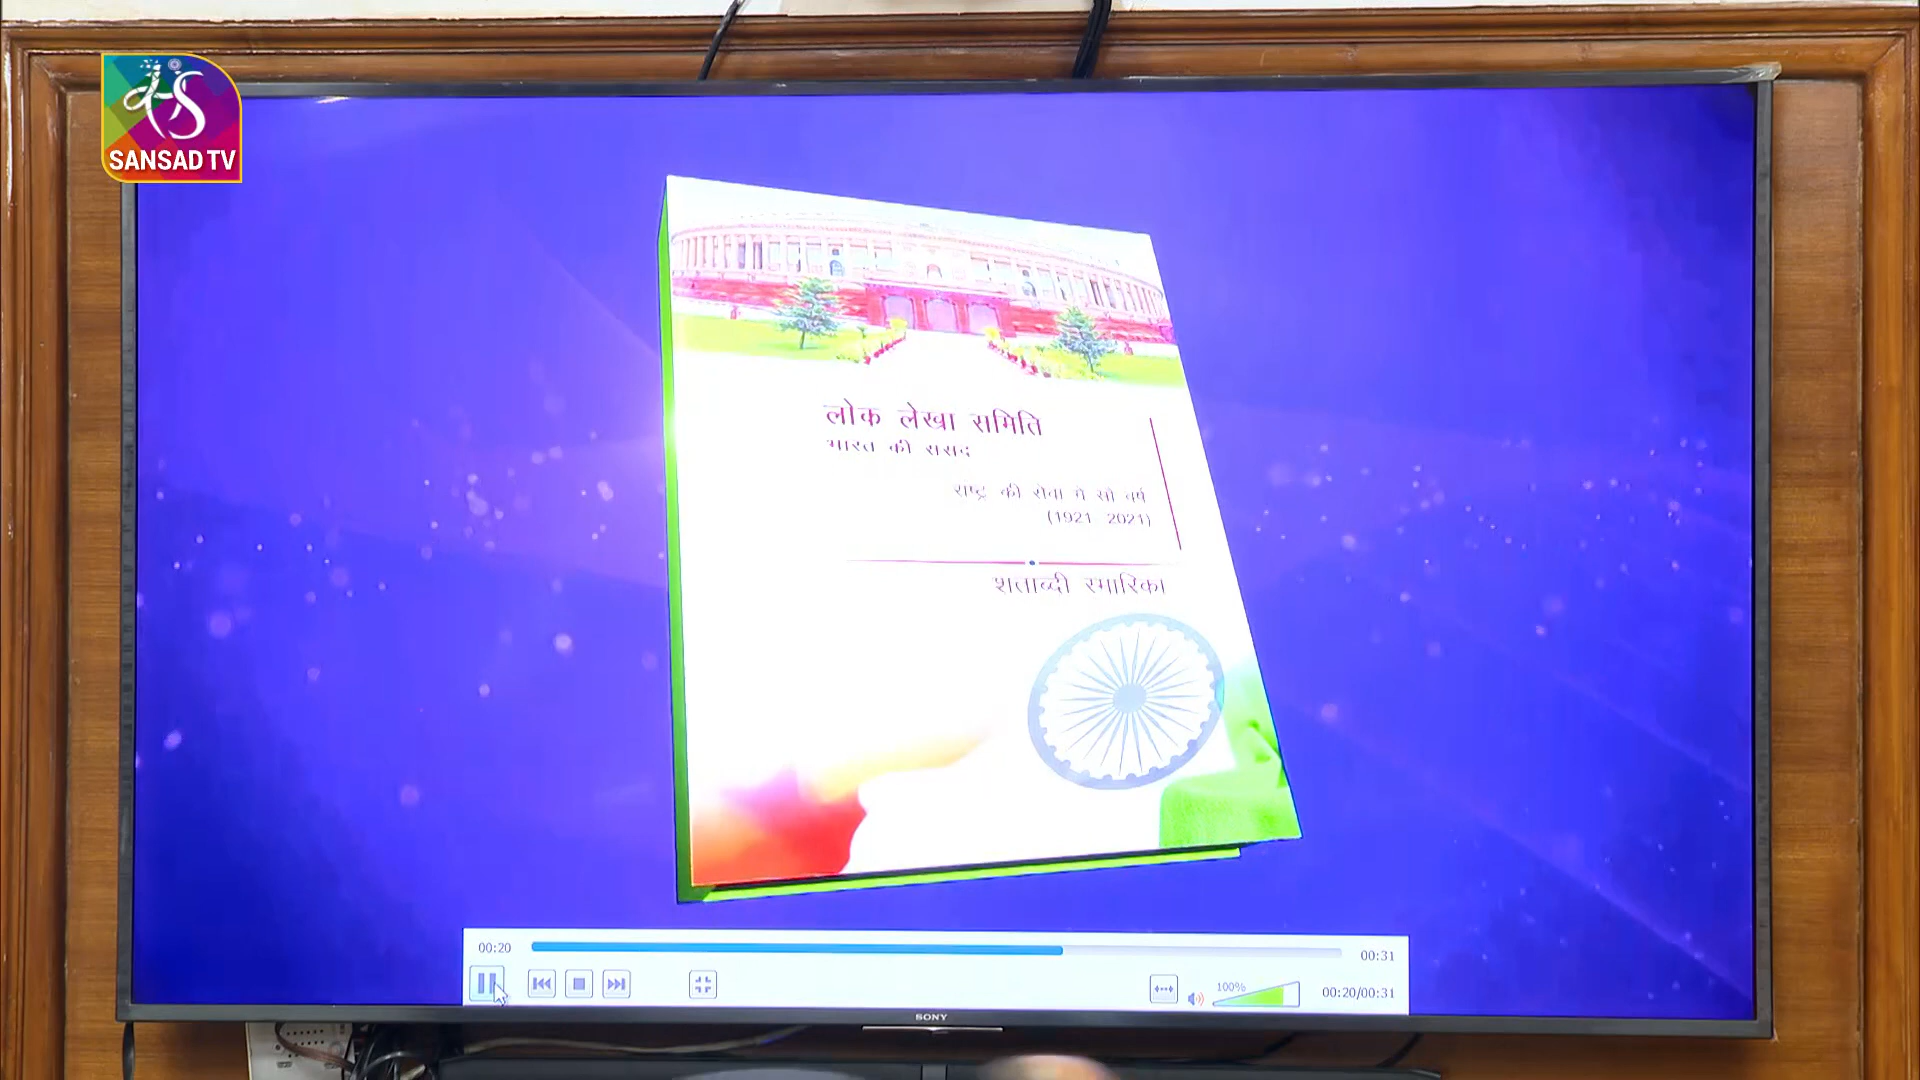 SANSAD TV
लोक लेखा समिति
भारत की संसद
राष्ट्र की सेवा में सौ वर्ष
(1921 2021)
शताब्दी स्मारिका
00:20
00:31
100%
00:20/00:31
SONY